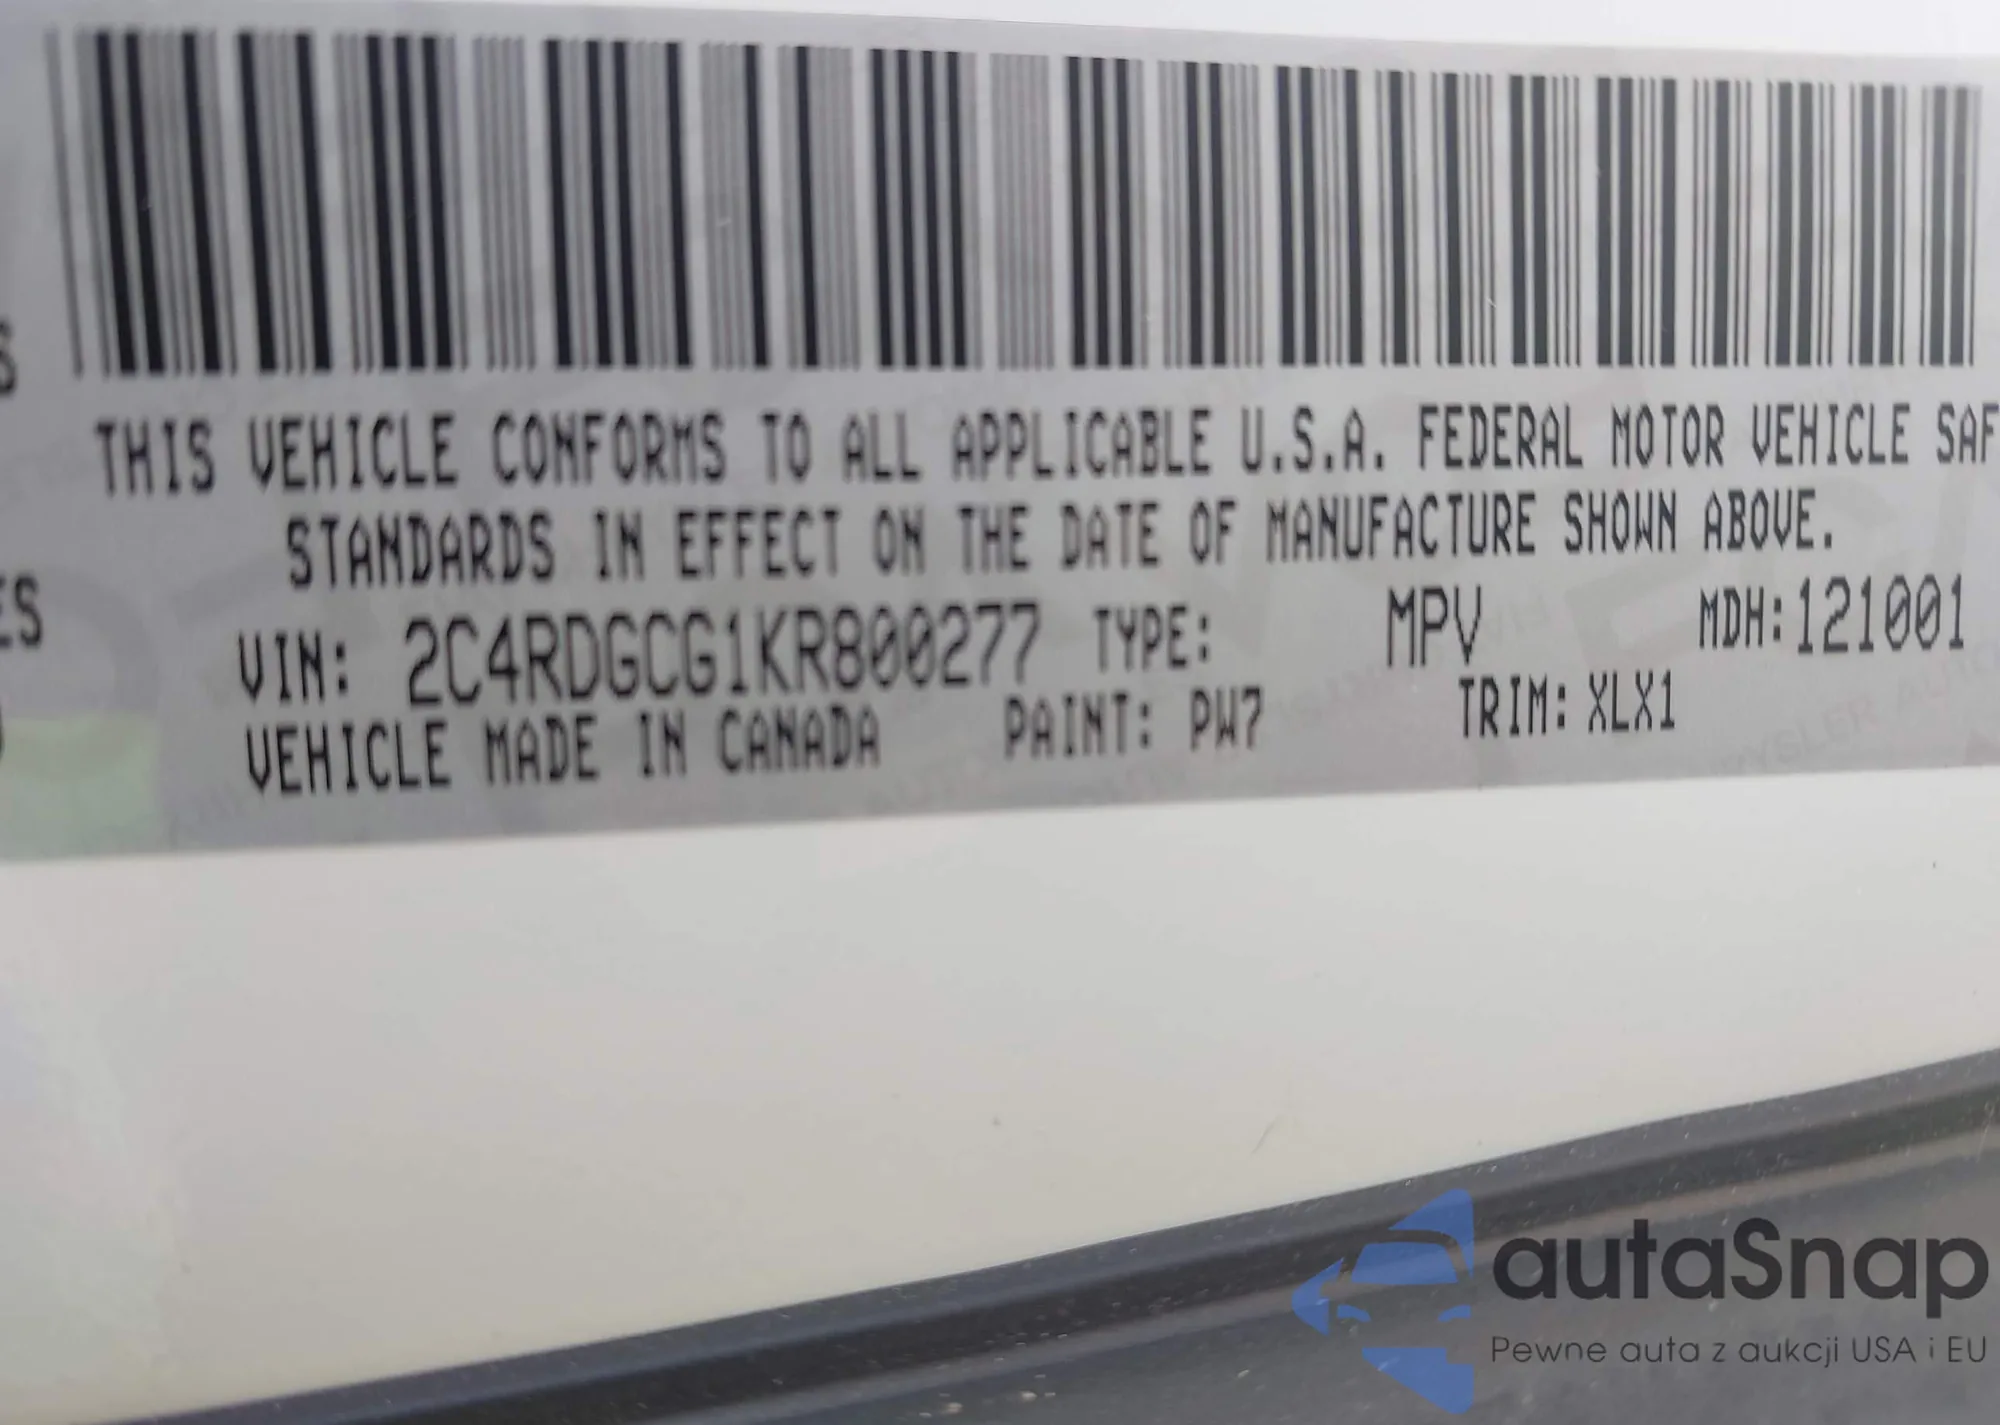 THIS VEHICLE CONFORMS TO ALL APPLICABLE U.S.A. FEDERAL MOTOR VEHICLE SAF
STANDARDS IN EFFECT ON THE DATE OF MANUFACTURE SHOWN ABOVE.
VIN: 2C4RDGCG1KR800277 TYPE: MPV MDH:121001
VEHICLE MADE IN CANADA PAINT: PW7 TRIM: XLX1
autaSnap
Pewne auta z aukcji USA i EU